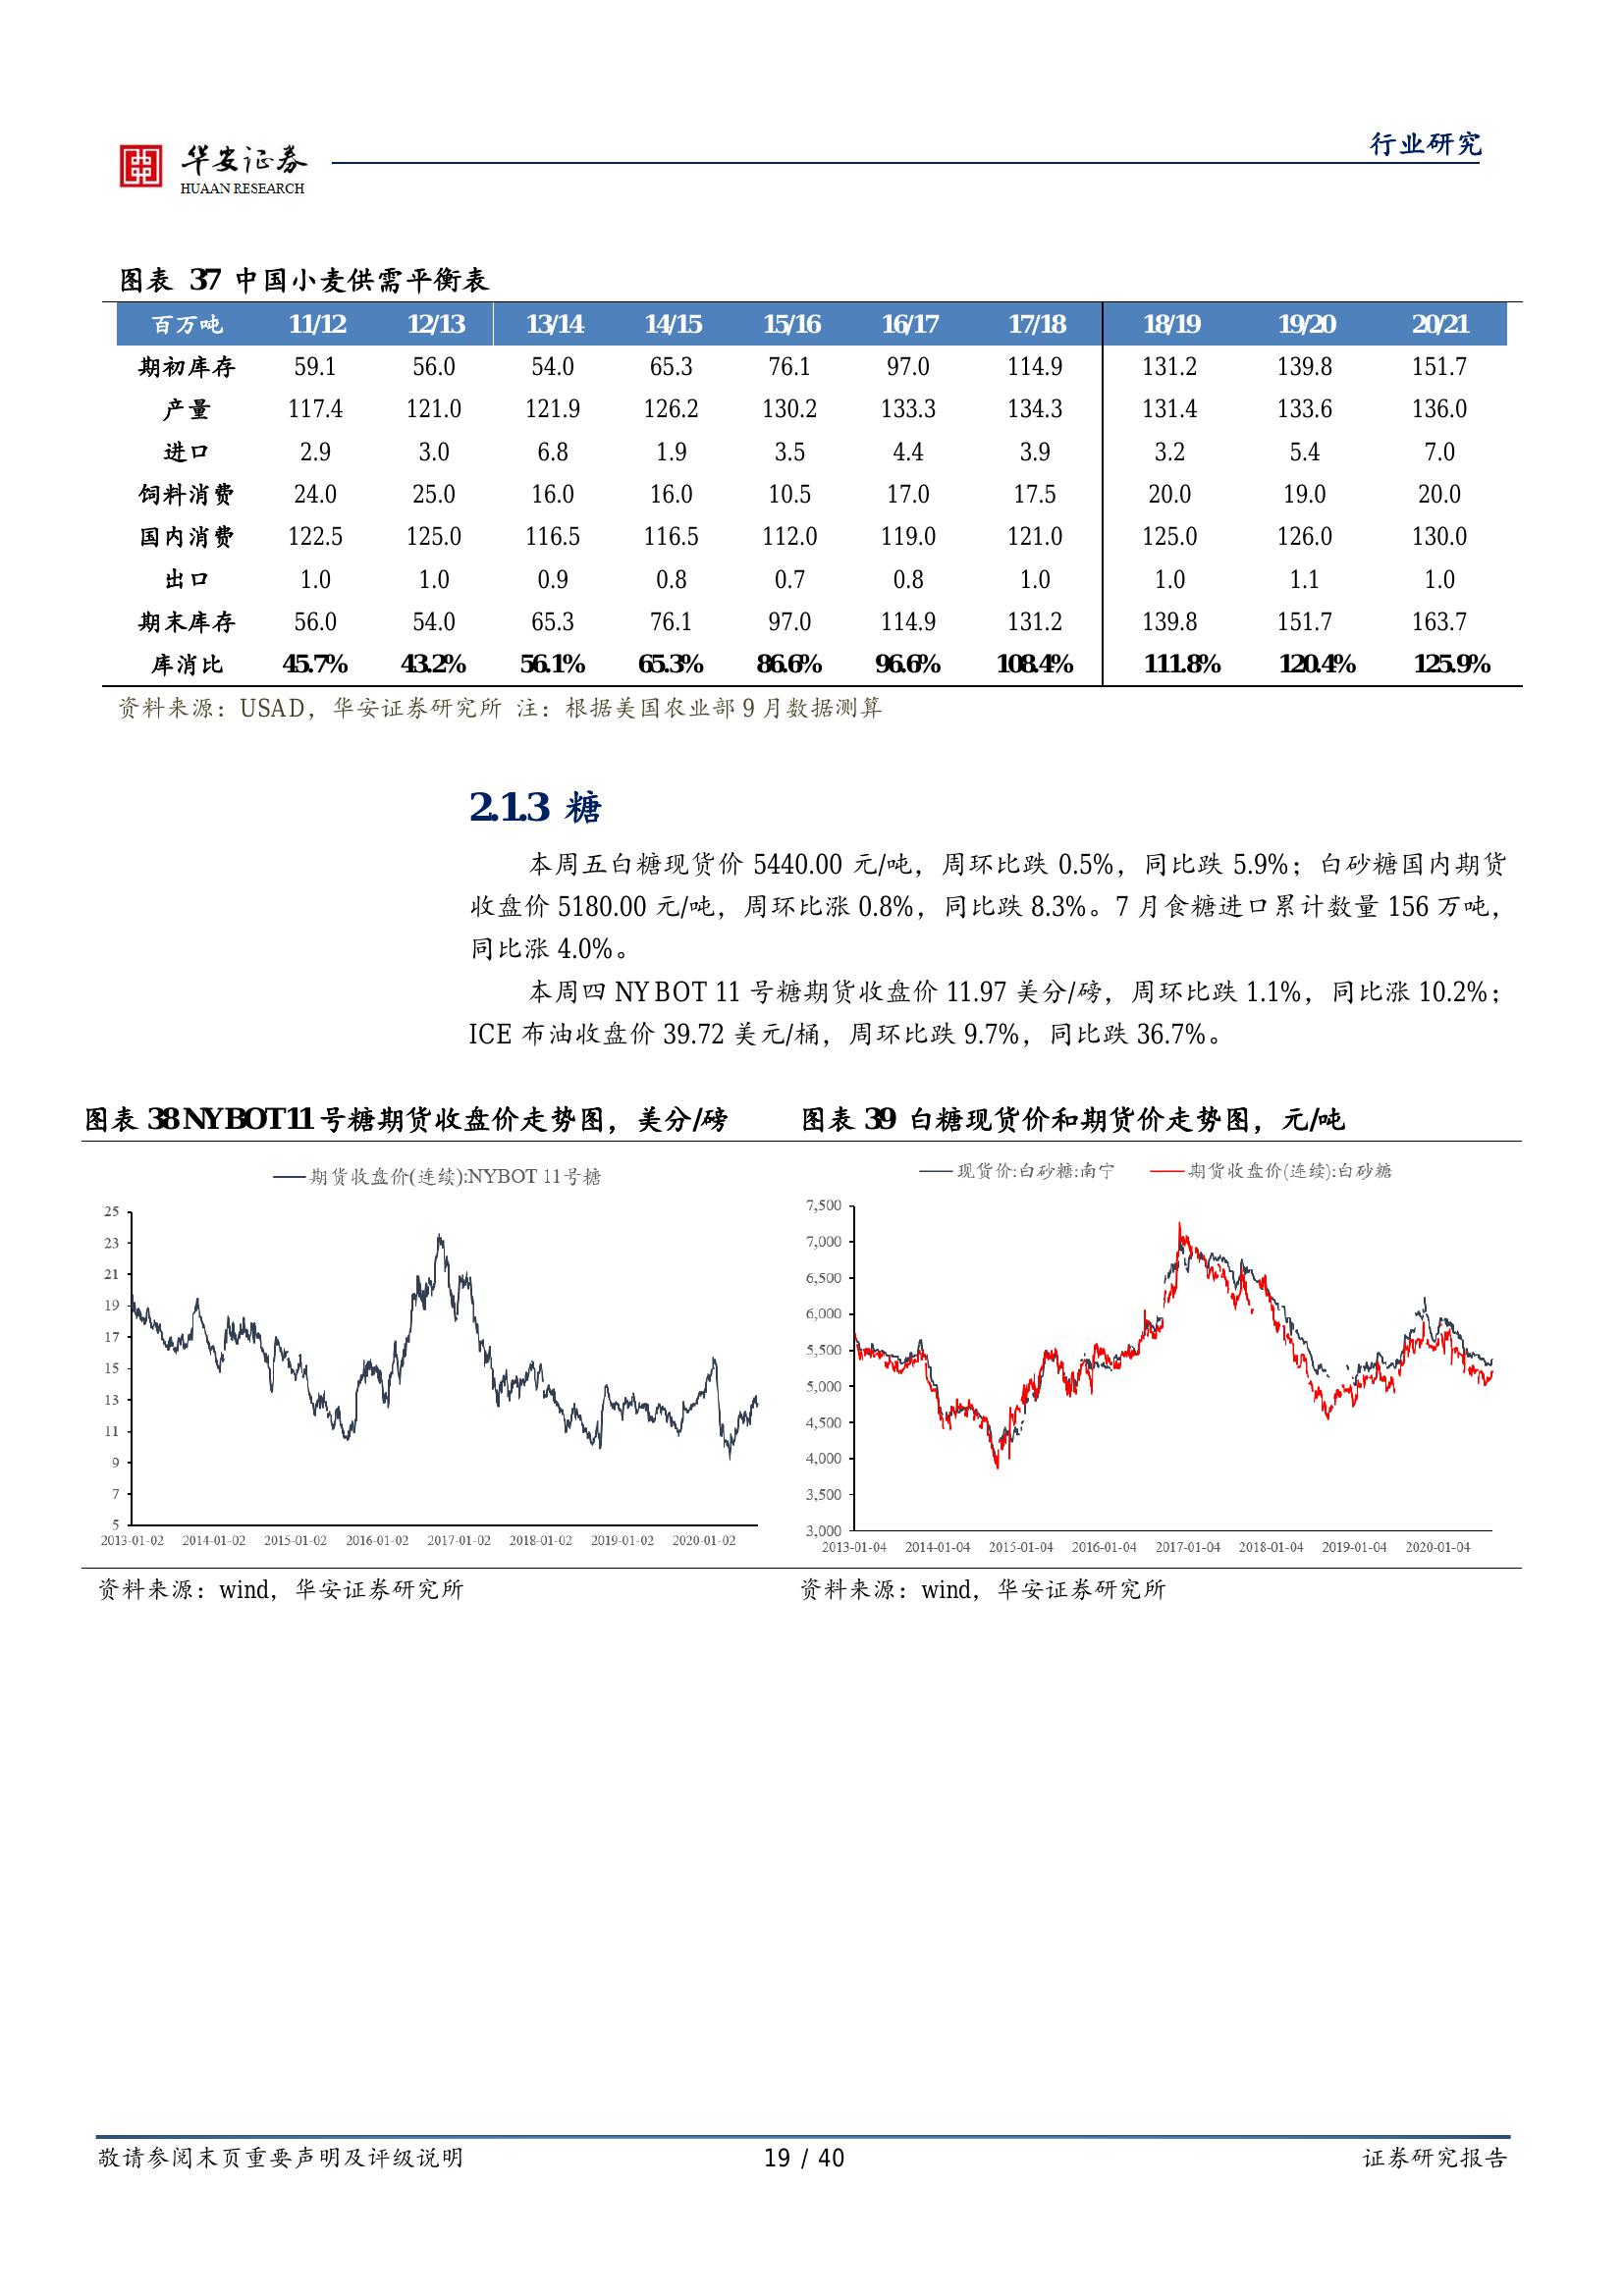 华安证券
HUAAN RESEARCH
行业研究
图表 37 中国小麦供需平衡表
百万吨 11/12 12/13 13/14 14/15 15/16 16/17 17/18 18/19 19/20 20/21
期初库存 59.1 56.0 54.0 65.3 76.1 97.0 114.9 131.2 139.8 151.7
产量 117.4 121.0 121.9 126.2 130.2 133.3 134.3 131.4 133.6 136.0
进口 2.9 3.0 6.8 1.9 3.5 4.4 3.9 3.2 5.4 7.0
饲料消费 24.0 25.0 16.0 16.0 10.5 17.0 17.5 20.0 19.0 20.0
国内消费 122.5 125.0 116.5 116.5 112.0 119.0 121.0 125.0 126.0 130.0
出口 1.0 1.0 0.9 0.8 0.7 0.8 1.0 1.0 1.1 1.0
期末库存 56.0 54.0 65.3 76.1 97.0 114.9 131.2 139.8 151.7 163.7
库消比 45.7% 43.2% 56.1% 65.3% 86.6% 96.6% 108.4% 111.8% 120.4% 125.9%
资料来源：USAD，华安证券研究所 注：根据美国农业部 9 月数据测算
2.1.3 糖
本周五白糖现货价 5440.00 元/吨，周环比跌 0.5%，同比跌 5.9%；白砂糖国内期货
收盘价 5180.00 元/吨，周环比涨 0.8%，同比跌 8.3%。7 月食糖进口累计数量 156 万吨，
同比涨 4.0%。
本周四 NYBOT 11 号糖期货收盘价 11.97 美分/磅，周环比跌 1.1%，同比涨 10.2%；
ICE 布油收盘价 39.72 美元/桶，周环比跌 9.7%，同比跌 36.7%。
图表 38 NYBOT11 号糖期货收盘价走势图，美分/磅
期货收盘价(连续):NYBOT 11号糖
25
23
21
19
17
15
13
11
9
7
5
2013-01-02 2014-01-02 2015-01-02 2016-01-02 2017-01-02 2018-01-02 2019-01-02 2020-01-02
资料来源：wind，华安证券研究所
图表 39 白糖现货价和期货价走势图，元/吨
现货价:白砂糖:南宁 期货收盘价(连续):白砂糖
7,500
7,000
6,500
6,000
5,500
5,000
4,500
4,000
3,500
3,000
2013-01-04 2014-01-04 2015-01-04 2016-01-04 2017-01-04 2018-01-04 2019-01-04 2020-01-04
资料来源：wind，华安证券研究所
敬请参阅末页重要声明及评级说明 19 / 40 证券研究报告